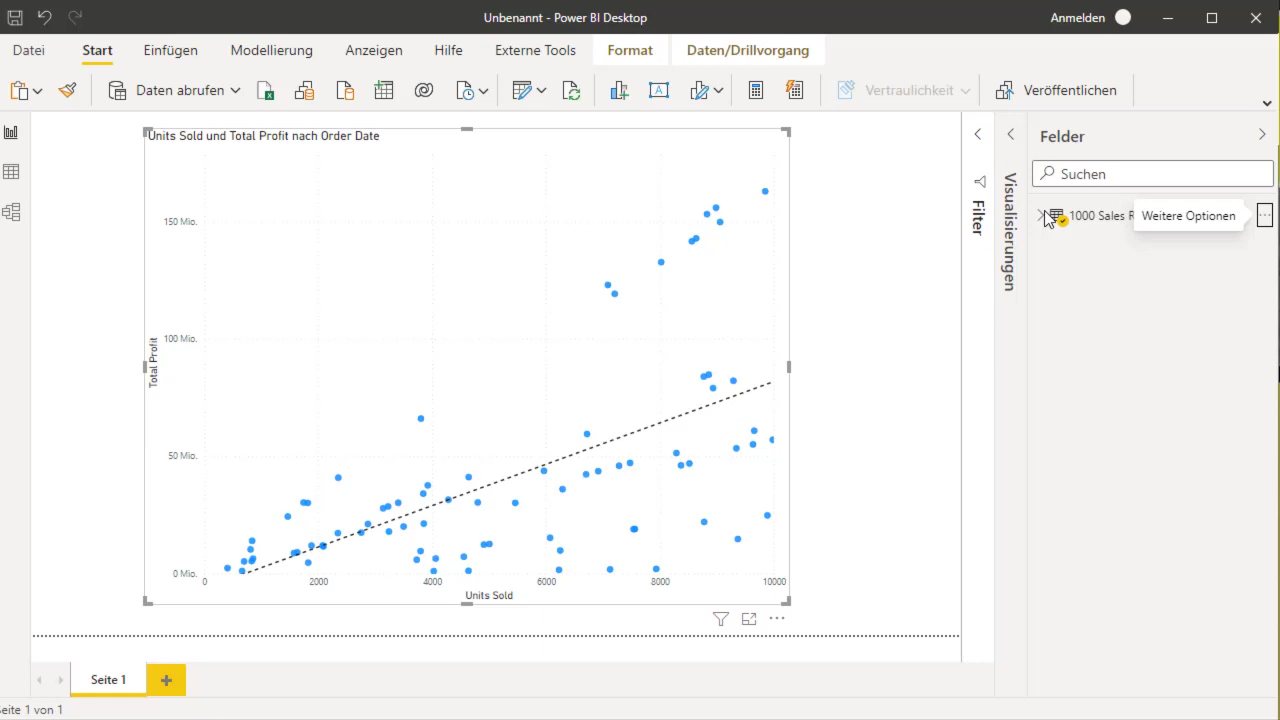 Unbenannt - Power BI Desktop
Anmelden
Datei Start Einfügen Modellierung Anzeigen Hilfe Externe Tools Format Daten/Drillvorgang
Daten abrufen
Vertraulichkeit
Veröffentlichen
Units Sold und Total Profit nach Order Date
150 Mio.
100 Mio.
50 Mio.
0 Mio.
Total Profit
0 2000 4000 6000 8000 10000
Units Sold
Filter
Visualisierungen
Felder
Suchen
1000 Sales
Weitere Optionen
Seite 1
Seite 1 von 1